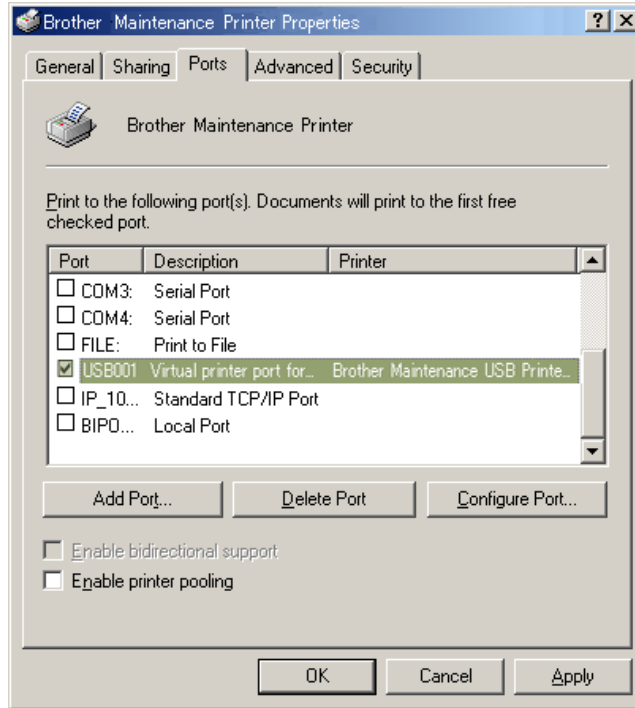 Brother Maintenance Printer Properties
General Sharing Ports Advanced Security
Brother Maintenance Printer
Print to the following port(s). Documents will print to the first free
checked port.
Port Description Printer
COM3: Serial Port
COM4: Serial Port
FILE: Print to File
USB001 Virtual printer port for... Brother Maintenance USB Printe...
IP_10... Standard TCP/IP Port
BIPO... Local Port
Add Port... Delete Port Configure Port...
Enable bidirectional support
Enable printer pooling
OK Cancel Apply